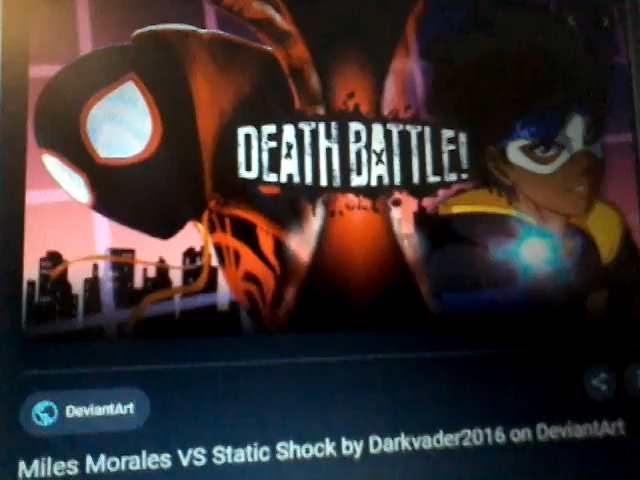 DEATH BATTLE!
DeviantArt
Miles Morales VS Static Shock by Darkvader2016 on DeviantArt